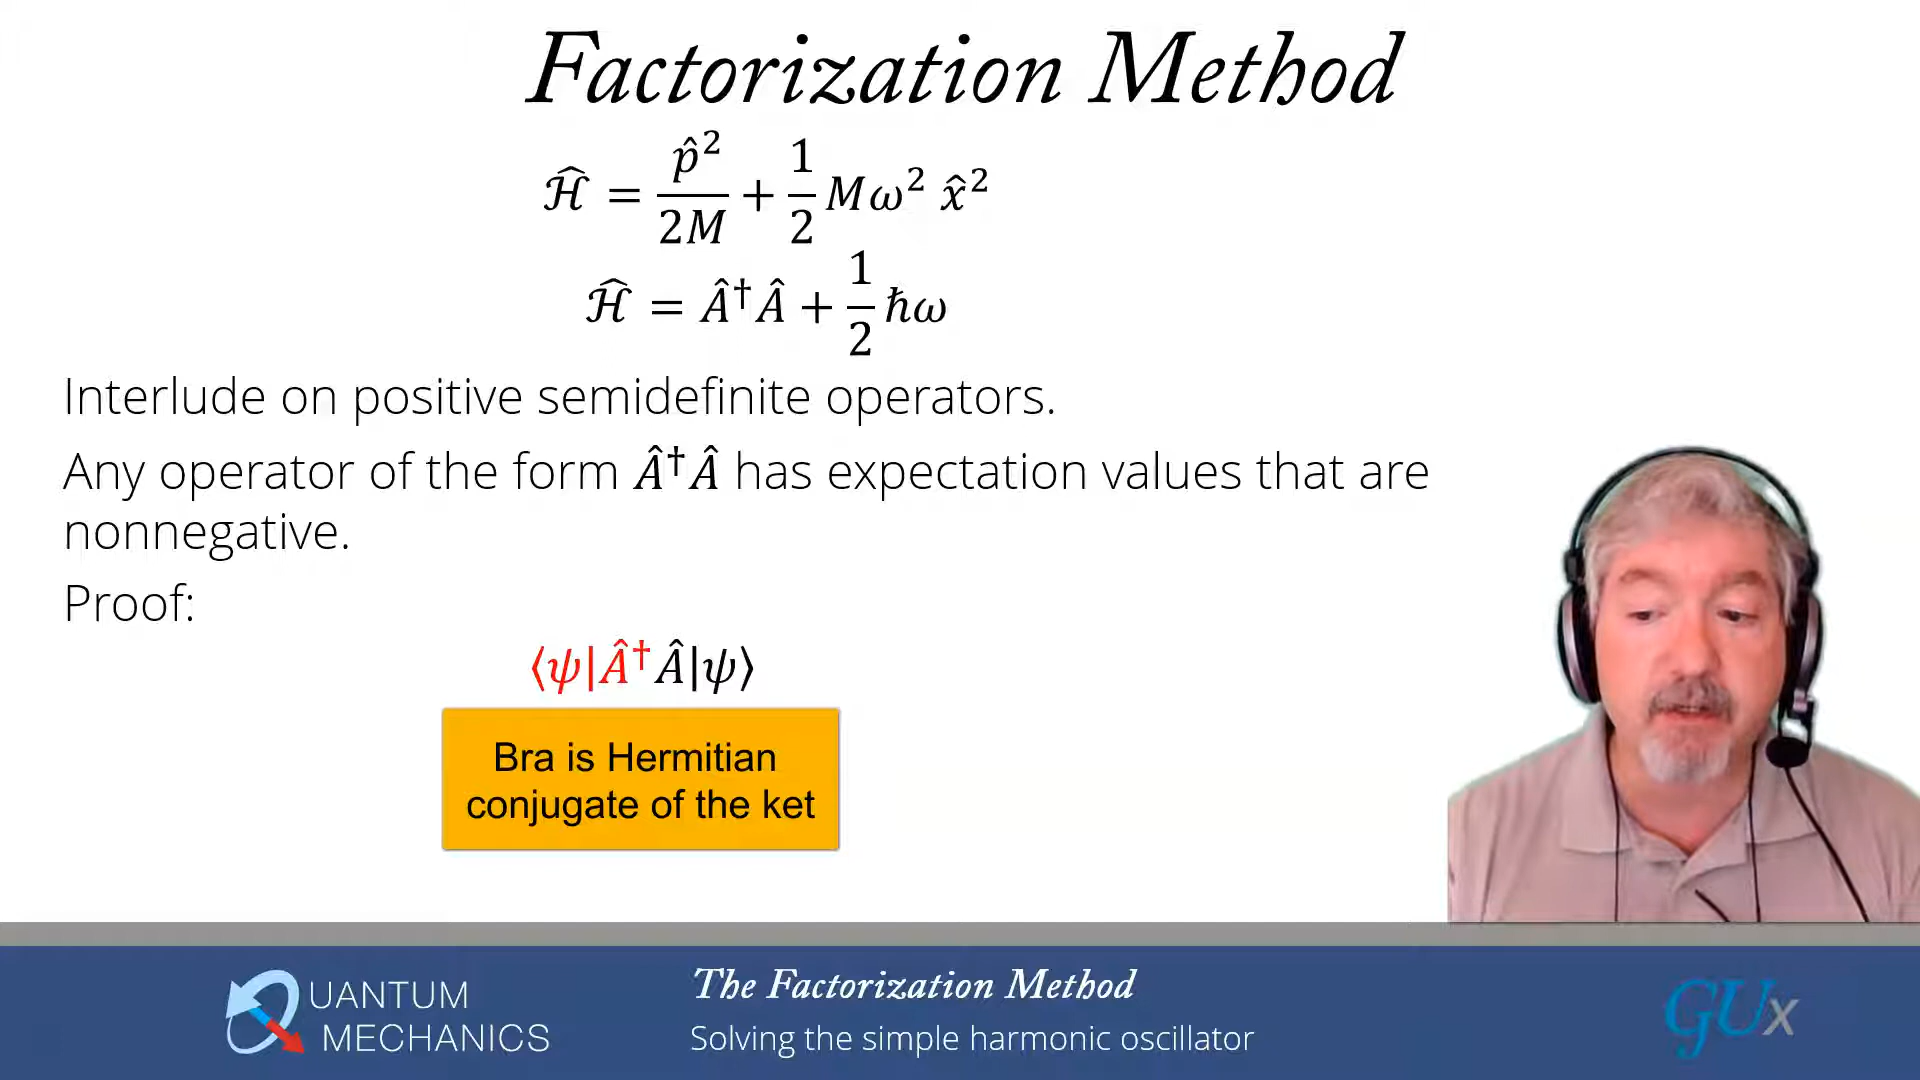 Factorization Method
ℋ̂ = p̂²/2M + 1/2 Mω² x̂²
ℋ̂ = Â†Â + 1/2 ħω
Interlude on positive semidefinite operators.
Any operator of the form Â†Â has expectation values that are
nonnegative.
Proof:
⟨ψ|Â†Â|ψ⟩
Bra is Hermitian
conjugate of the ket
QUANTUM
MECHANICS
The Factorization Method
Solving the simple harmonic oscillator
GUx